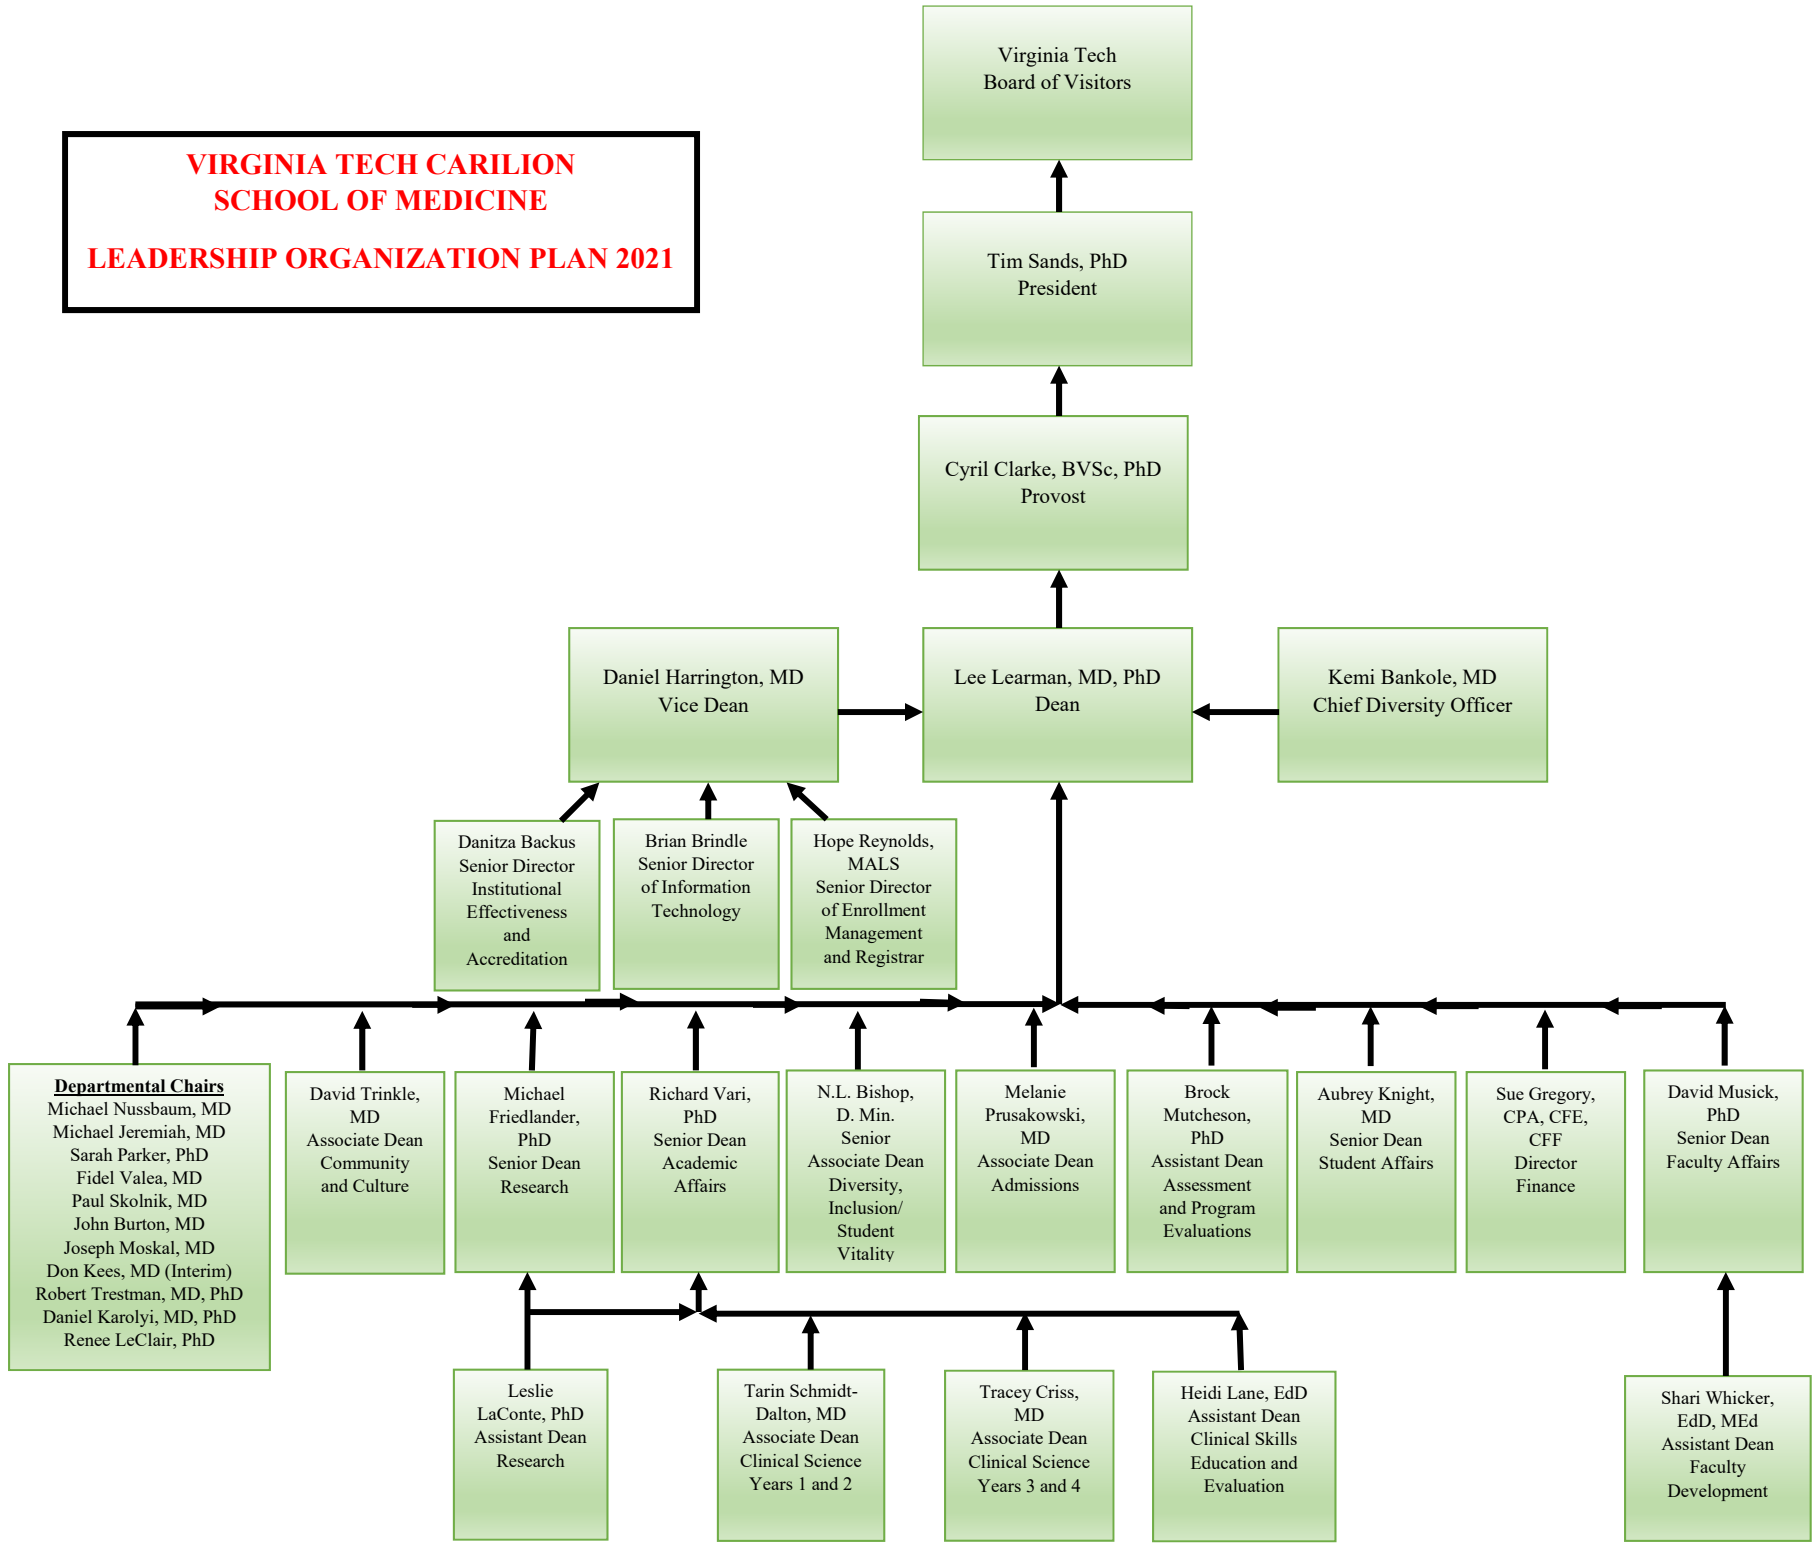 Virginia Tech
Board of Visitors
VIRGINIA TECH CARILION
SCHOOL OF MEDICINE
LEADERSHIP ORGANIZATION PLAN 2021
Tim Sands, PhD
President
Cyril Clarke, BVSc, PhD
Provost
Daniel Harrington, MD
Vice Dean
Lee Learman, MD, PhD
Dean
Kemi Bankole, MD
Chief Diversity Officer
Danitza Backus
Senior Director
Institutional
Effectiveness
and
Accreditation
Brian Brindle
Senior Director
of Information
Technology
Hope Reynolds,
MALS
Senior Director
of Enrollment
Management
and Registrar
Departmental Chairs
Michael Nussbaum, MD
Michael Jeremiah, MD
Sarah Parker, PhD
Fidel Valea, MD
Paul Skolnik, MD
John Burton, MD
Joseph Moskal, MD
Don Kees, MD (Interim)
Robert Trestman, MD, PhD
Daniel Karolyi, MD, PhD
Renee LeClair, PhD
David Trinkle,
MD
Associate Dean
Community
and Culture
Michael
Friedlander,
PhD
Senior Dean
Research
Richard Vari,
PhD
Senior Dean
Academic
Affairs
N.L. Bishop,
D. Min.
Senior
Associate Dean
Diversity,
Inclusion/
Student
Vitality
Melanie
Prusakowski,
MD
Associate Dean
Admissions
Brock
Mutcheson,
PhD
Assistant Dean
Assessment
and Program
Evaluations
Aubrey Knight,
MD
Senior Dean
Student Affairs
Sue Gregory,
CPA, CFE,
CFF
Director
Finance
David Musick,
PhD
Senior Dean
Faculty Affairs
Leslie
LaConte, PhD
Assistant Dean
Research
Tarin Schmidt-
Dalton, MD
Associate Dean
Clinical Science
Years 1 and 2
Tracey Criss,
MD
Associate Dean
Clinical Science
Years 3 and 4
Heidi Lane, EdD
Assistant Dean
Clinical Skills
Education and
Evaluation
Shari Whicker,
EdD, MEd
Assistant Dean
Faculty
Development